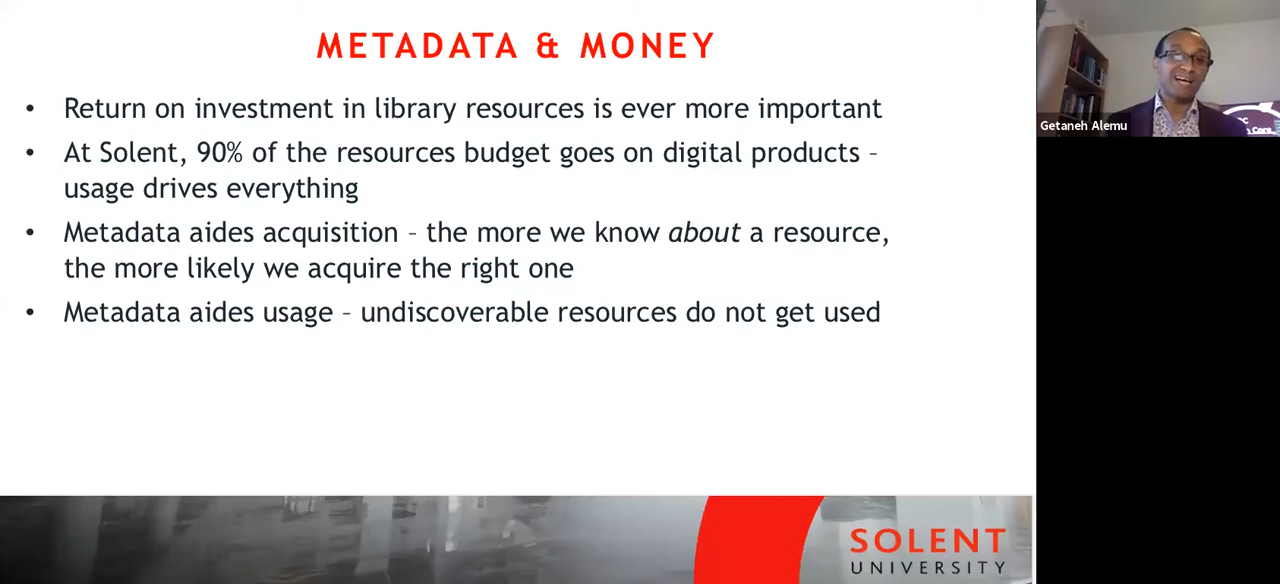 METADATA & MONEY
• Return on investment in library resources is ever more important
• At Solent, 90% of the resources budget goes on digital products –
usage drives everything
• Metadata aides acquisition – the more we know about a resource,
the more likely we acquire the right one
• Metadata aides usage – undiscoverable resources do not get used
SOLENT
UNIVERSITY
Getaneh Alemu